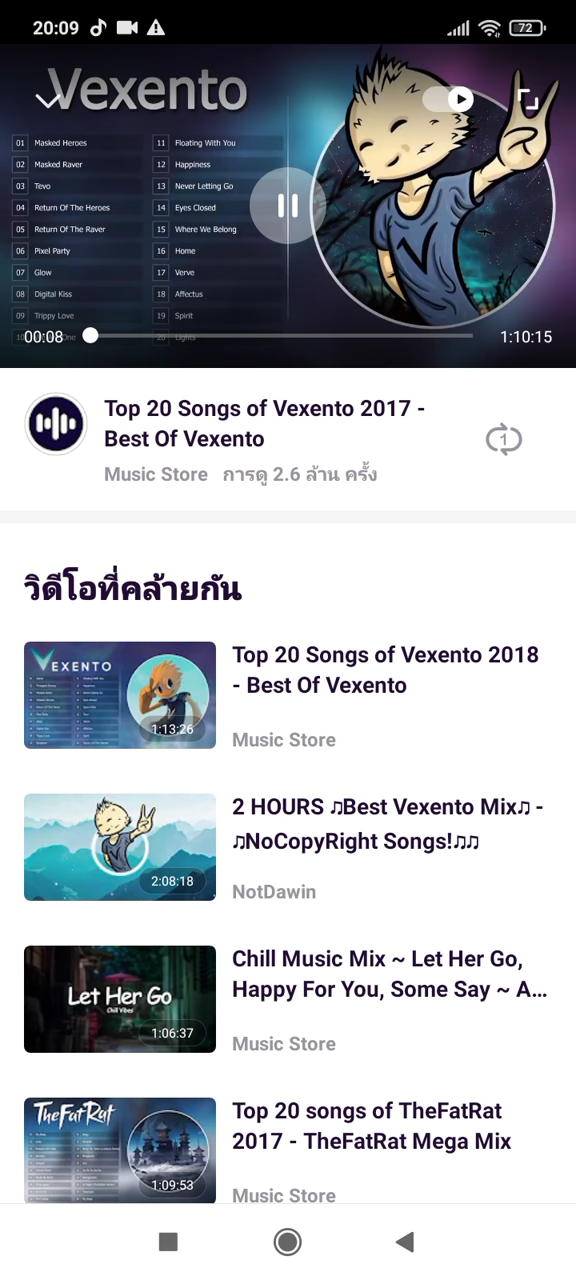 20:09
72
Vexento
01 Masked Heroes
02 Masked Raver
03 Tevo
04 Return Of The Heroes
05 Return Of The Raver
06 Pixel Party
07 Glow
08 Digital Kiss
09 Trippy Love
11 Floating With You
12 Happiness
13 Never Letting Go
14 Eyes Closed
15 Where We Belong
16 Home
17 Verve
18 Affectus
19 Spirit
20 Lights
00:08
1:10:15
Top 20 Songs of Vexento 2017 -
Best Of Vexento
Music Store การดู 2.6 ล้าน ครั้ง
1
วิดีโอที่คล้ายกัน
VEXENTO
1:13:26
Top 20 Songs of Vexento 2018
- Best Of Vexento
Music Store
2:08:18
2 HOURS ♫Best Vexento Mix♫ -
♫NoCopyRight Songs!♫♫
NotDawin
Let Her Go
Chill Vibes
1:06:37
Chill Music Mix ~ Let Her Go,
Happy For You, Some Say ~ A...
Music Store
TheFatRat
1:09:53
Top 20 songs of TheFatRat
2017 - TheFatRat Mega Mix
Music Store